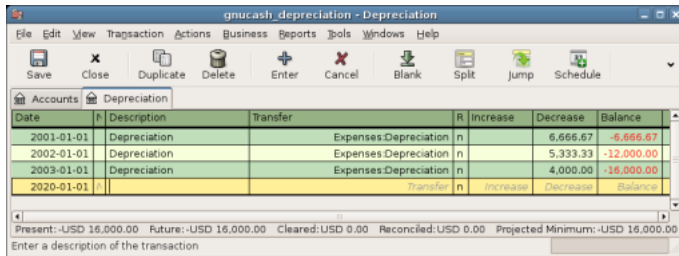 gnucash_depreciation - Depreciation
File Edit View Transaction Actions Business Reports Tools Windows Help
Save Close Duplicate Delete Enter Cancel Blank Split Jump Schedule
Accounts Depreciation
Date N Description Transfer R Increase Decrease Balance
2001-01-01 Depreciation Expenses:Depreciation n 6,666.67 -6,666.67
2002-01-01 Depreciation Expenses:Depreciation n 5,333.33 -12,000.00
2003-01-01 Depreciation Expenses:Depreciation n 4,000.00 -16,000.00
2020-01-01 Transfer n Increase Decrease Balance
Present:-USD 16,000.00 Future:-USD 16,000.00 Cleared:USD 0.00 Reconciled:USD 0.00 Projected Minimum:-USD 16,000.00
Enter a description of the transaction